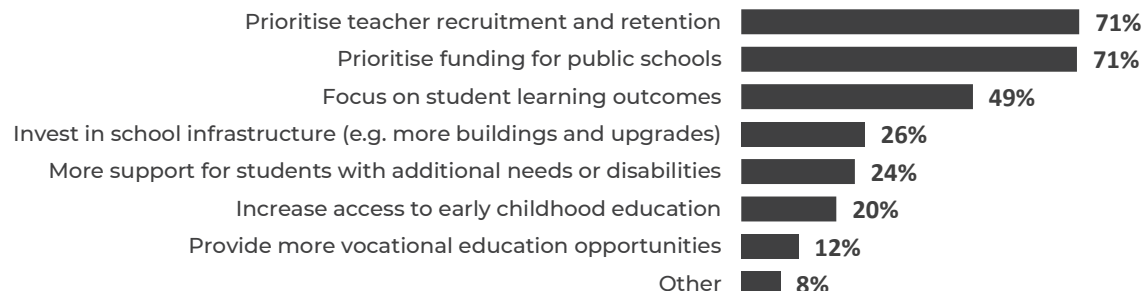 Prioritise teacher recruitment and retention 71%
Prioritise funding for public schools 71%
Focus on student learning outcomes 49%
Invest in school infrastructure (e.g. more buildings and upgrades) 26%
More support for students with additional needs or disabilities 24%
Increase access to early childhood education 20%
Provide more vocational education opportunities 12%
Other 8%